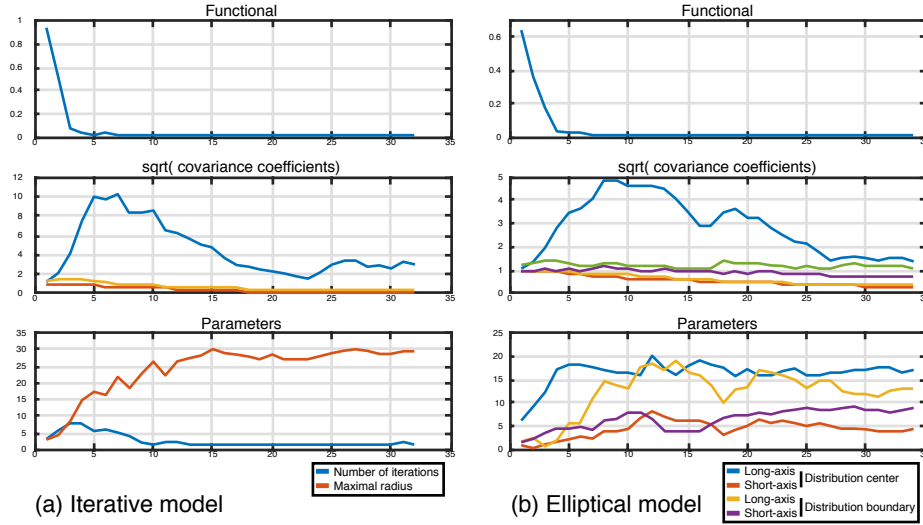 Functional
1
0.8
0.6
0.4
0.2
0
0 5 10 15 20 25 30 35
sqrt( covariance coefficients)
12
10
8
6
4
2
0
0 5 10 15 20 25 30 35
Parameters
35
30
25
20
15
10
5
0
0 5 10 15 20 25 30 35
Number of iterations
Maximal radius
(a) Iterative model
Functional
0.6
0.4
0.2
0
0 5 10 15 20 25 30 35
sqrt( covariance coefficients)
5
4
3
2
1
0
0 5 10 15 20 25 30 35
Parameters
25
20
15
10
5
0
0 5 10 15 20 25 30 35
Long-axis
Short-axis
Distribution center
Long-axis
Short-axis
Distribution boundary
(b) Elliptical model